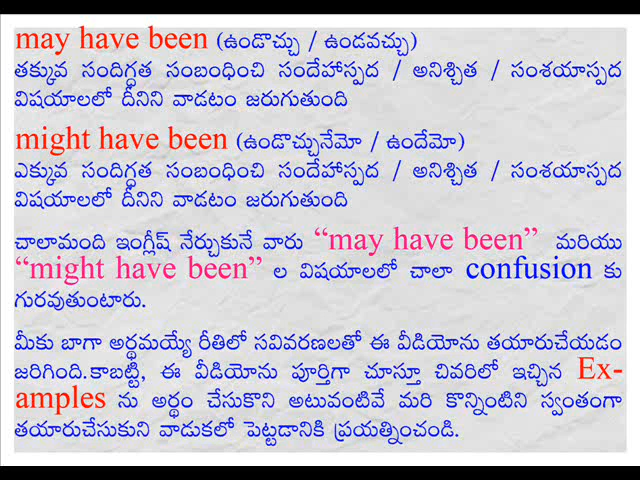 may have been (ఉండొచ్చు / ఉండవచ్చు)
తక్కువ సందిగ్ధత సంబంధించి సందేహాస్పద / అనిశ్చిత / సంశయాస్పద
విషయాలలో దీనిని వాడటం జరుగుతుంది
might have been (ఉండొచ్చునేమో / ఉందేమో)
ఎక్కువ సందిగ్ధత సంబంధించి సందేహాస్పద / అనిశ్చిత / సంశయాస్పద
విషయాలలో దీనిని వాడటం జరుగుతుంది
చాలామంది ఇంగ్లీష్ నేర్చుకునే వారు “may have been” మరియు
“might have been” ల విషయాలలో చాలా confusion కు
గురవుతుంటారు.
మీకు బాగా అర్థమయ్యే రీతిలో సవివరణలతో ఈ వీడియోను తయారుచేయడం
జరిగింది.కాబట్టి, ఈ వీడియోను పూర్తిగా చూస్తూ చివరిలో ఇచ్చిన Ex-
amples ను అర్థం చేసుకొని అటువంటివే మరి కొన్నింటిని స్వంతంగా
తయారుచేసుకుని వాడుకలో పెట్టడానికి ప్రయత్నించండి.